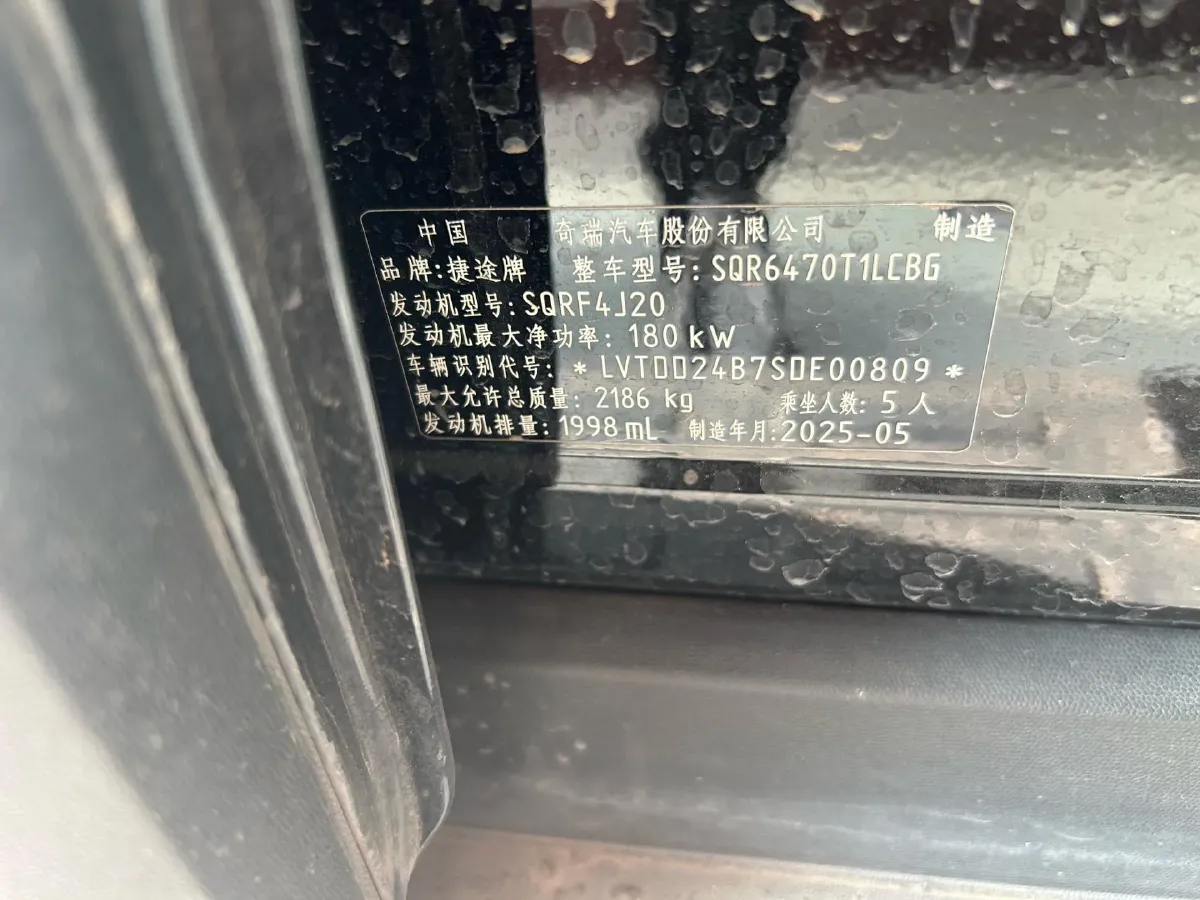 中国 奇瑞汽车股份有限公司 制造
品牌:捷途牌 整车型号:SQR6470T1LCBG
发动机型号:SQRF4J20
发动机最大净功率: 180 kW
车辆识别代号: *LVTDD24B7SDE00809*
最大允许总质量: 2186 kg 乘坐人数: 5 人
发动机排量:1998 mL 制造年月:2025-05